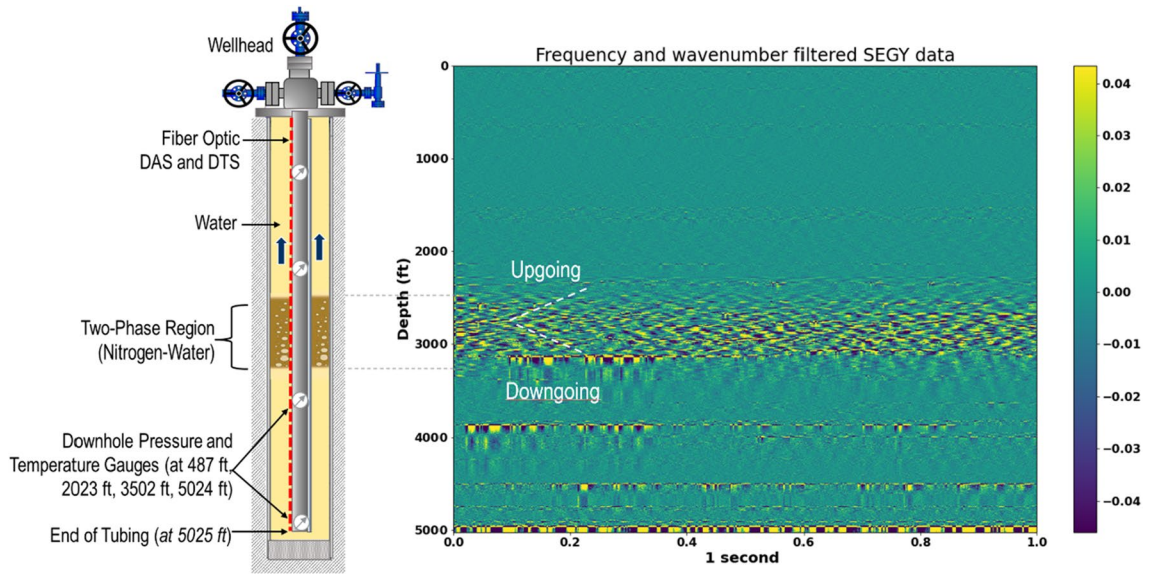 Wellhead
Fiber Optic
DAS and DTS
Water
Two-Phase Region
(Nitrogen-Water)
Downhole Pressure and
Temperature Gauges (at 487 ft,
2023 ft, 3502 ft, 5024 ft)
End of Tubing (at 5025 ft)
Frequency and wavenumber filtered SEGY data
Depth (ft)
0
1000
2000
3000
4000
5000
Upgoing
Downgoing
0.0 0.2 0.4 0.6 0.8 1.0
1 second
0.04
0.03
0.02
0.01
0.00
−0.01
−0.02
−0.03
−0.04